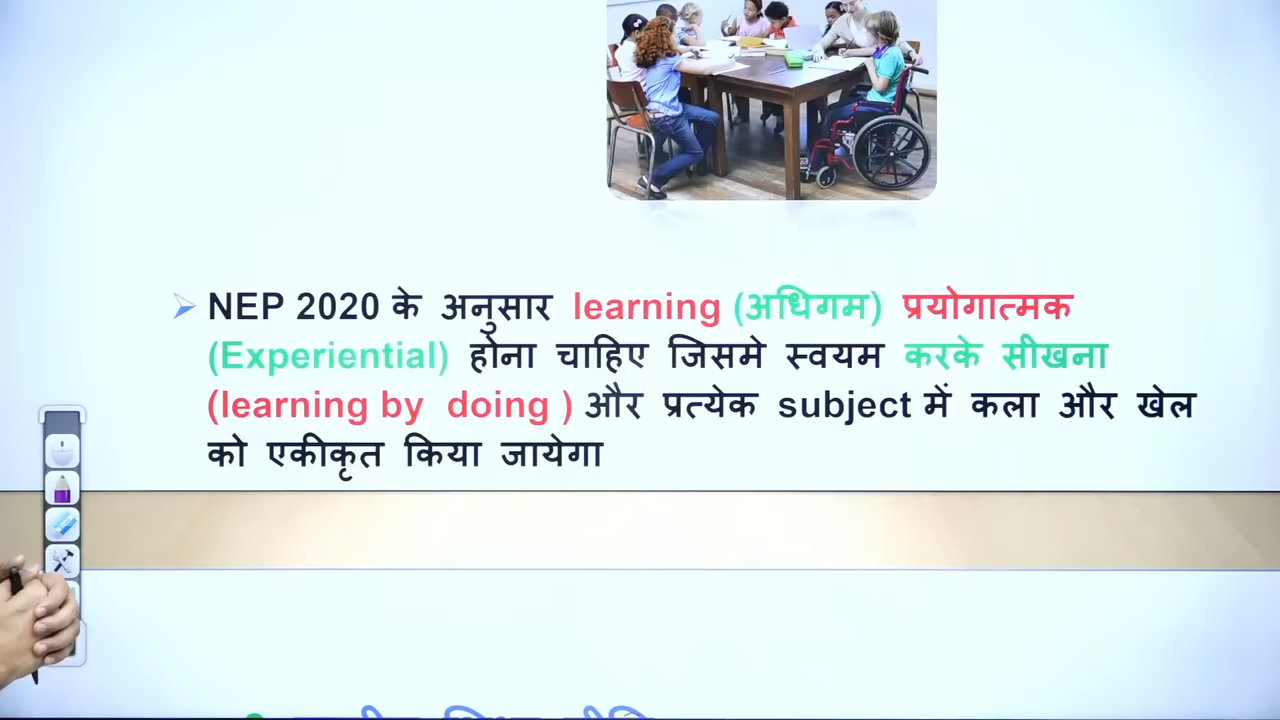 ➢ NEP 2020 के अनुसार learning (अधिगम) प्रयोगात्मक
(Experiential) होना चाहिए जिसमे स्वयम करके सीखना
(learning by doing ) और प्रत्येक subject में कला और खेल
को एकीकृत किया जायेगा